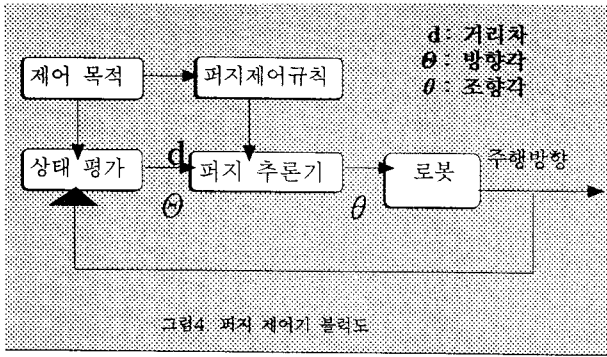 d : 거리차
Θ : 방향각
θ : 조향각
제어 목적
퍼지제어규칙
상태 평가
d
Θ
퍼지 추론기
θ
로봇
주행방향
그림4 퍼지 제어기 블럭도